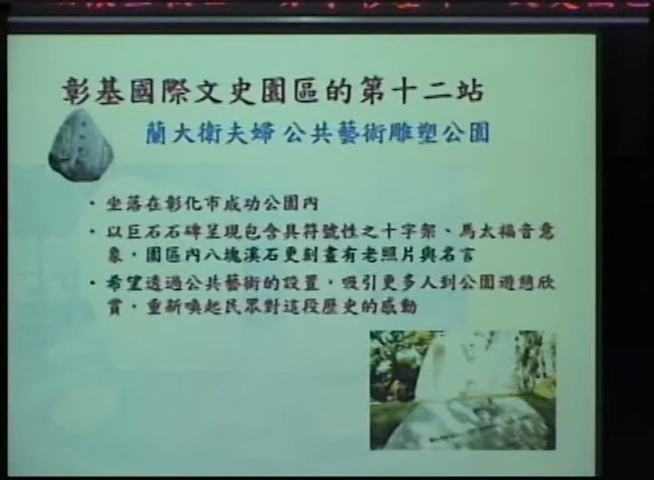 彰基國際文史園區的第十二站
蘭大衛夫婦 公共藝術雕塑公園
• 坐落在彰化市成功公園內
• 以巨石石碑呈現包含具符號性之十字架、馬太福音意
象，園區內八塊溪石更刻畫有老照片與名言
• 希望透過公共藝術的設置，吸引更多人到公園遊憩欣
賞，重新喚起民眾對這段歷史的感動